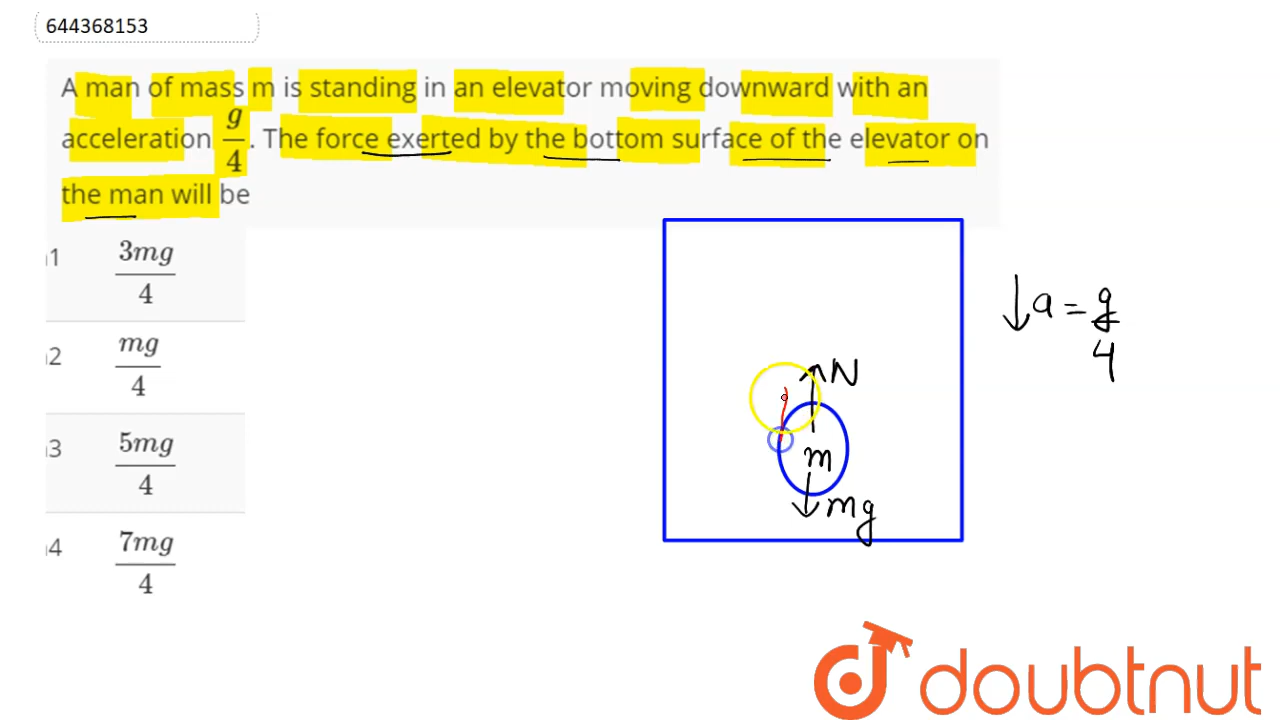 644368153
A man of mass m is standing in an elevator moving downward with an
acceleration g/4. The force exerted by the bottom surface of the elevator on
the man will be
1 3mg/4
2 mg/4
3 5mg/4
4 7mg/4
a = g/4
N
m
mg
doubtnut